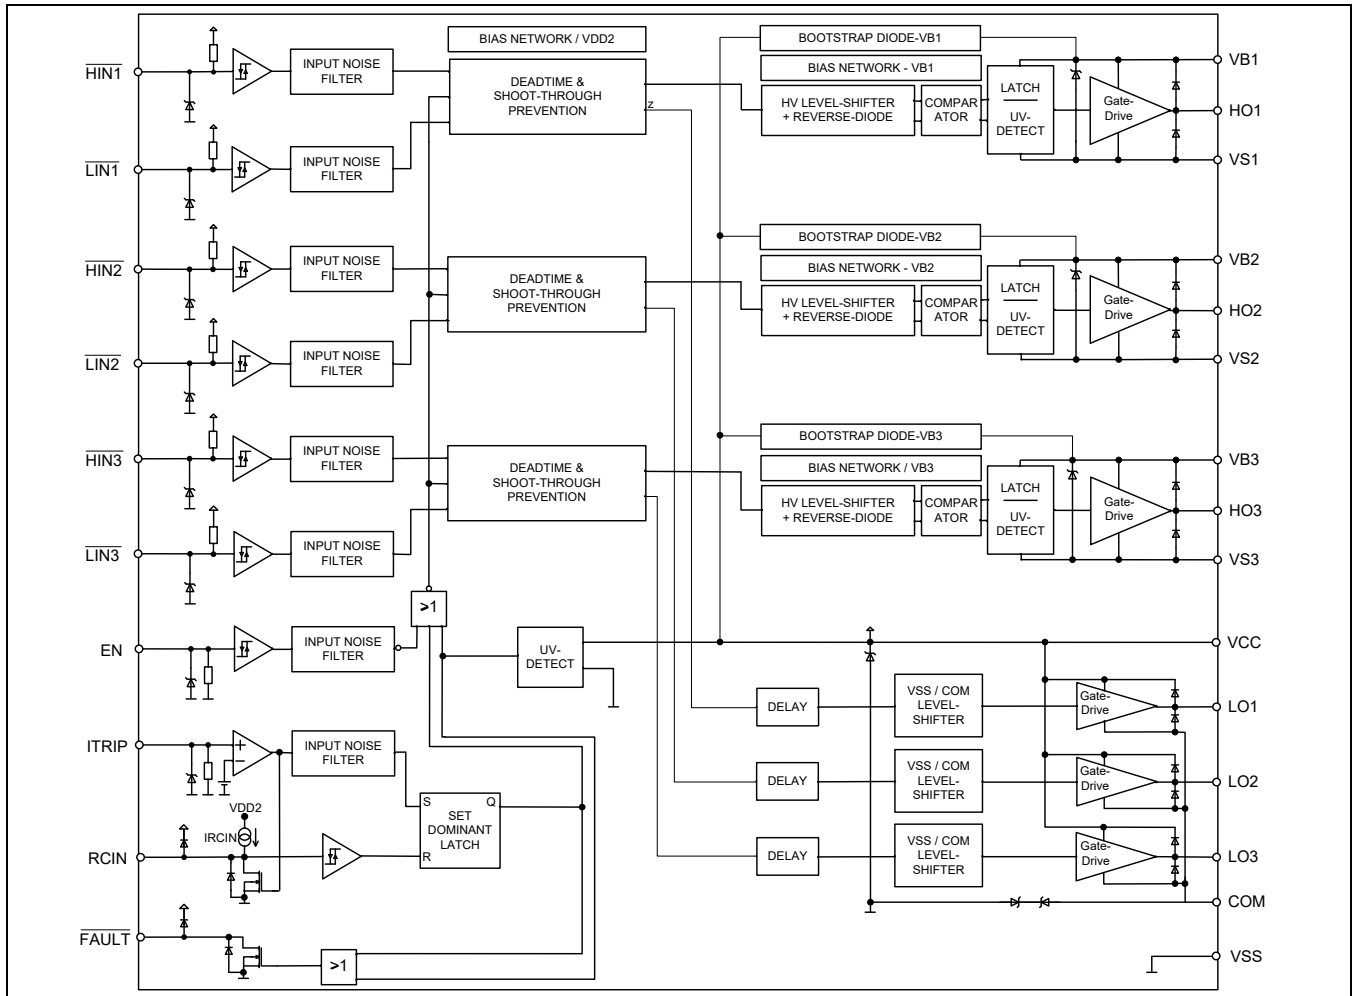 BIAS NETWORK / VDD2
BOOTSTRAP DIODE-VB1
HIN1
INPUT NOISE
FILTER
DEADTIME &
SHOOT-THROUGH
PREVENTION
Z
BIAS NETWORK - VB1
HV LEVEL-SHIFTER
+ REVERSE-DIODE
COMPAR
ATOR
LATCH
UV-
DETECT
Gate-
Drive
VB1
HO1
VS1
LIN1
INPUT NOISE
FILTER
BOOTSTRAP DIODE-VB2
HIN2
INPUT NOISE
FILTER
DEADTIME &
SHOOT-THROUGH
PREVENTION
BIAS NETWORK - VB2
HV LEVEL-SHIFTER
+ REVERSE-DIODE
COMPAR
ATOR
LATCH
UV-
DETECT
Gate-
Drive
VB2
HO2
VS2
LIN2
INPUT NOISE
FILTER
BOOTSTRAP DIODE-VB3
HIN3
INPUT NOISE
FILTER
DEADTIME &
SHOOT-THROUGH
PREVENTION
BIAS NETWORK / VB3
HV LEVEL-SHIFTER
+ REVERSE-DIODE
COMPAR
ATOR
LATCH
UV-
DETECT
Gate-
Drive
VB3
HO3
VS3
LIN3
INPUT NOISE
FILTER
>1
EN
INPUT NOISE
FILTER
UV-
DETECT
VCC
DELAY
VSS / COM
LEVEL-
SHIFTER
Gate-
Drive
LO1
ITRIP
+
−
INPUT NOISE
FILTER
DELAY
VSS / COM
LEVEL-
SHIFTER
Gate-
Drive
LO2
VDD2
IRCIN
S
Q
SET
DOMINANT
LATCH
R
RCIN
DELAY
VSS / COM
LEVEL-
SHIFTER
Gate-
Drive
LO3
COM
FAULT
>1
VSS